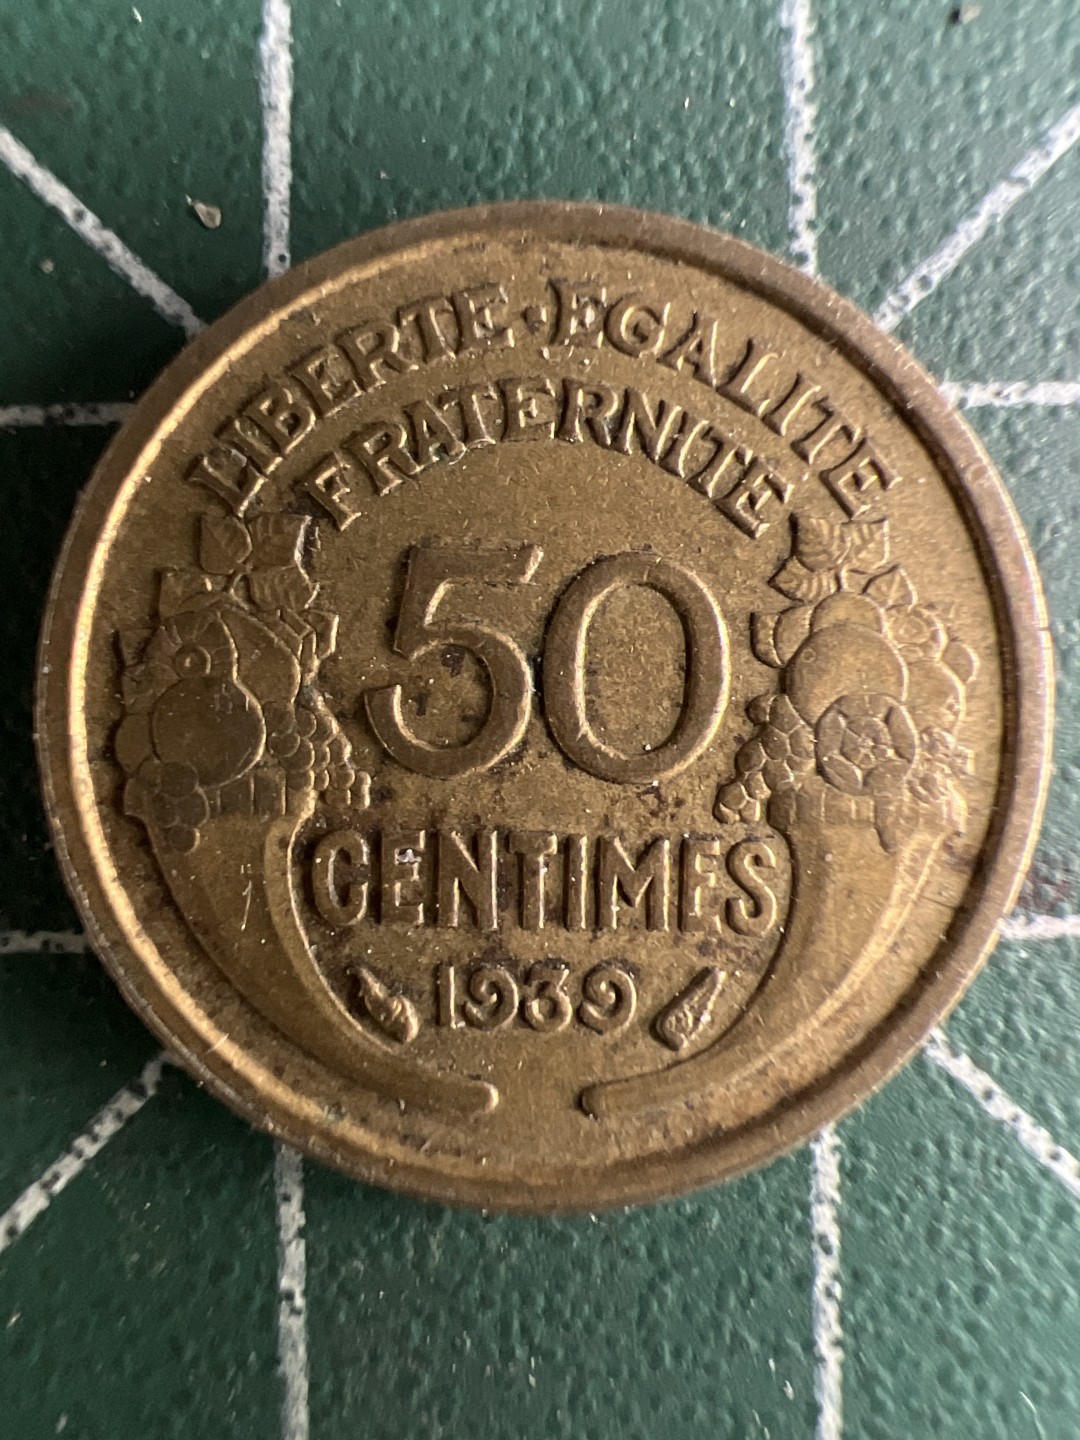 LIBERTE·EGALITE
FRATERNITE
50
CENTIMES
1939